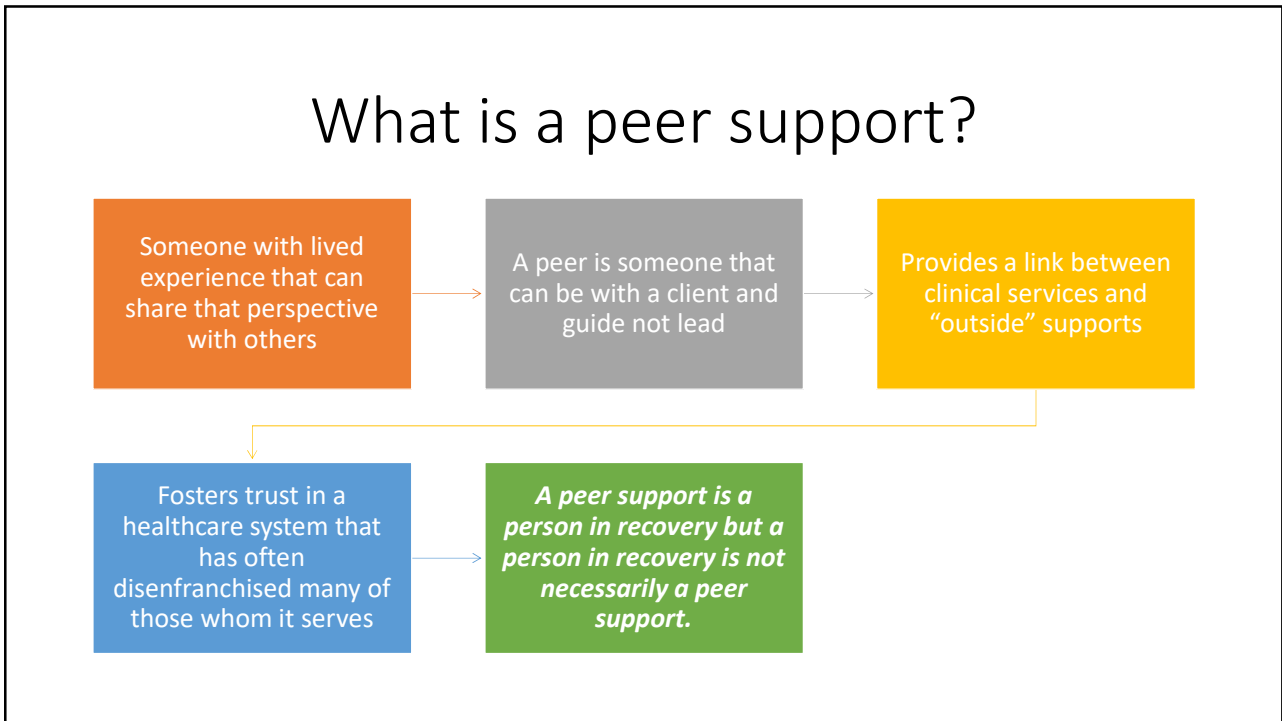 What is a peer support?
Someone with lived
experience that can
share that perspective
with others
A peer is someone that
can be with a client and
guide not lead
Provides a link between
clinical services and
“outside” supports
Fosters trust in a
healthcare system that
has often
disenfranchised many of
those whom it serves
A peer support is a
person in recovery but a
person in recovery is not
necessarily a peer
support.